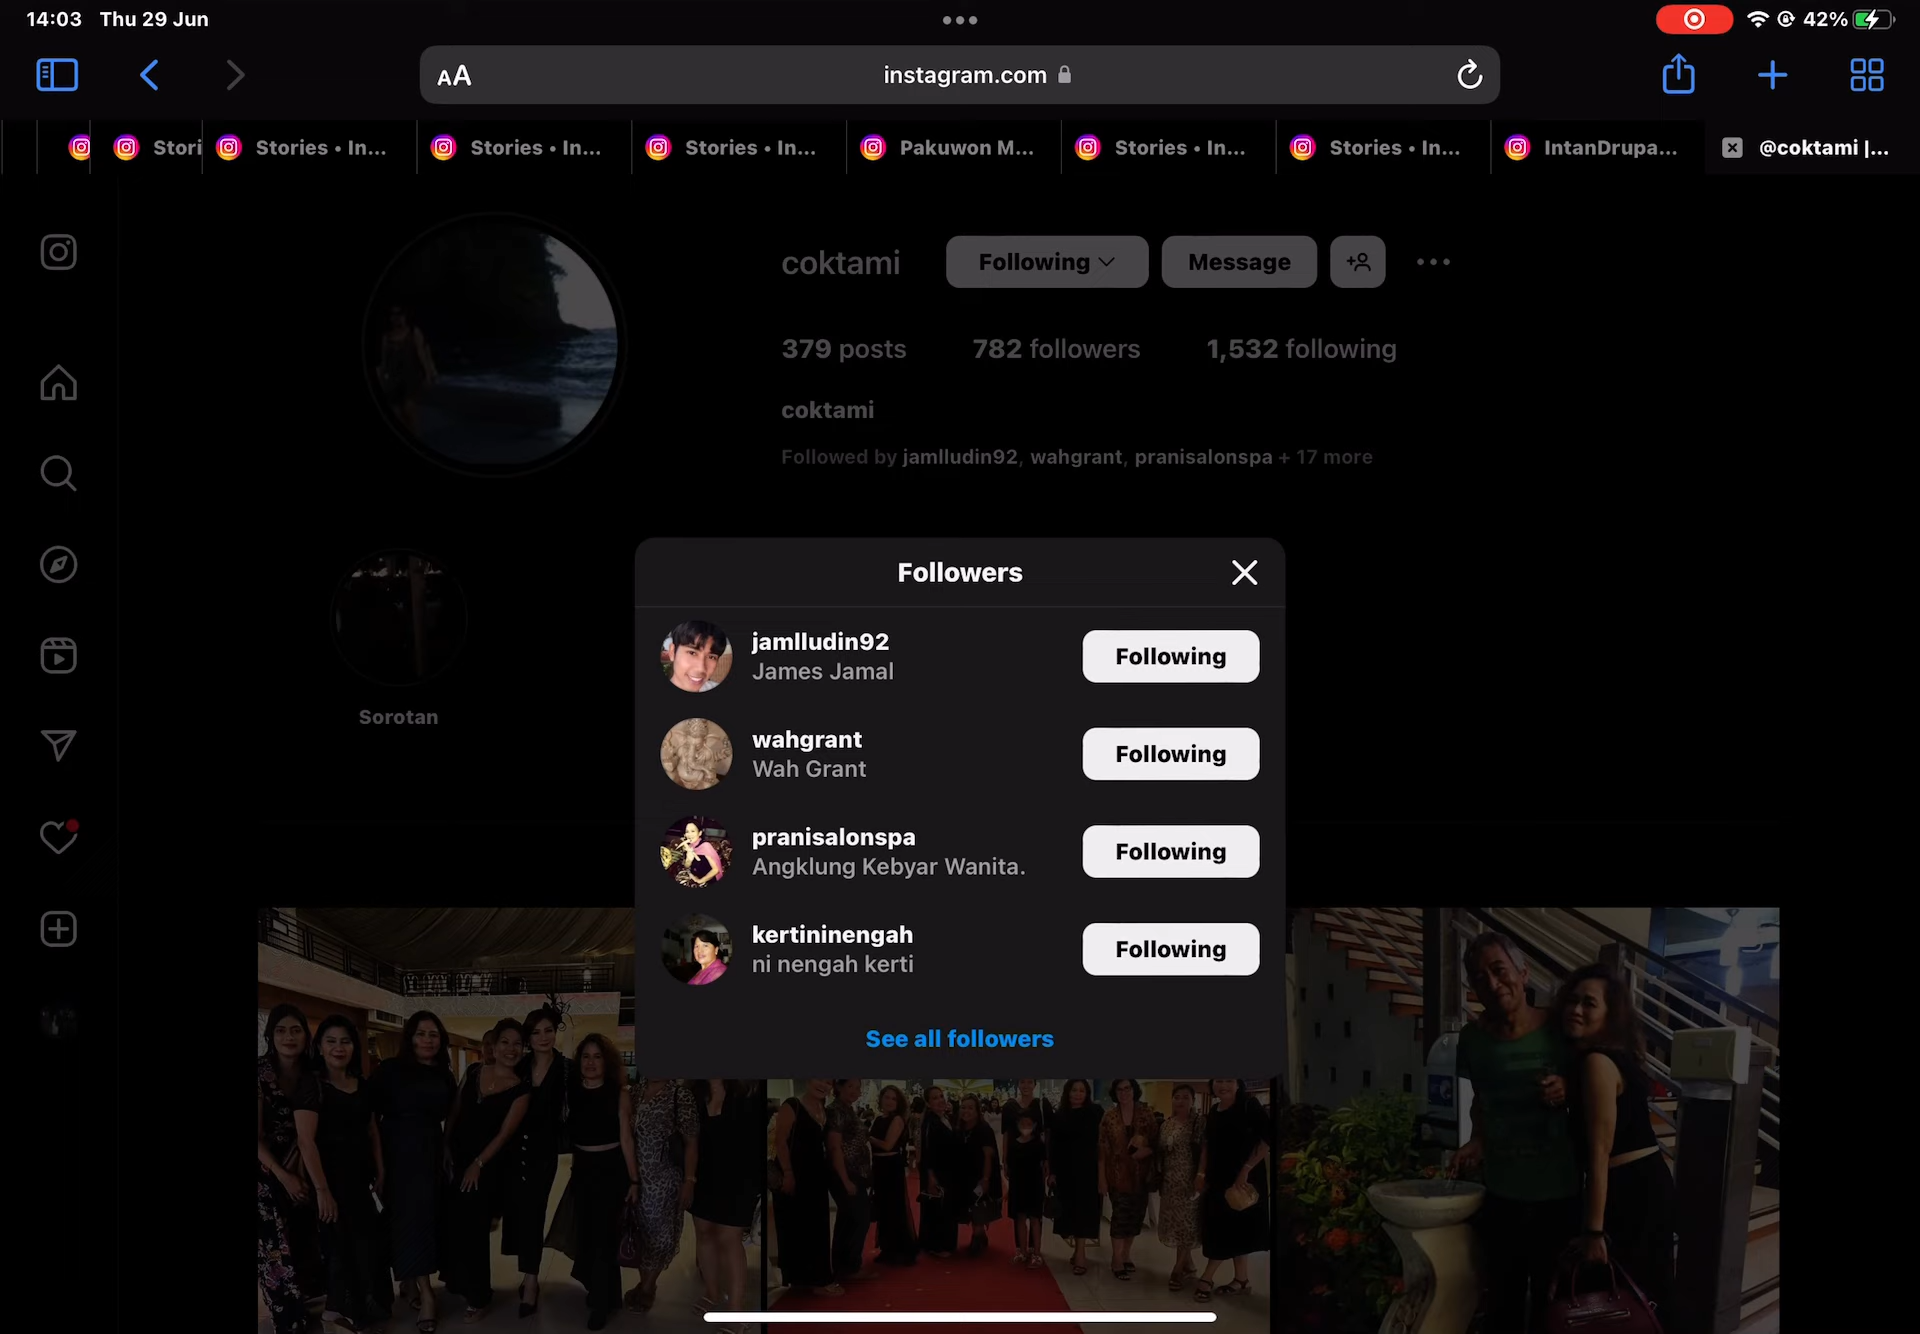 14:03 Thu 29 Jun
42%
AA
instagram.com
Stori
Stories • In...
Stories • In...
Stories • In...
Pakuwon M...
Stories • In...
Stories • In...
IntanDrupa...
@coktami |...
coktami
Following
Message
379 posts
782 followers
1,532 following
coktami
Followed by jamlludin92, wahgrant, pranisalonspa + 17 more
Sorotan
Followers
jamlludin92
James Jamal
Following
wahgrant
Wah Grant
Following
pranisalonspa
Angklung Kebyar Wanita.
Following
kertininengah
ni nengah kerti
Following
See all followers